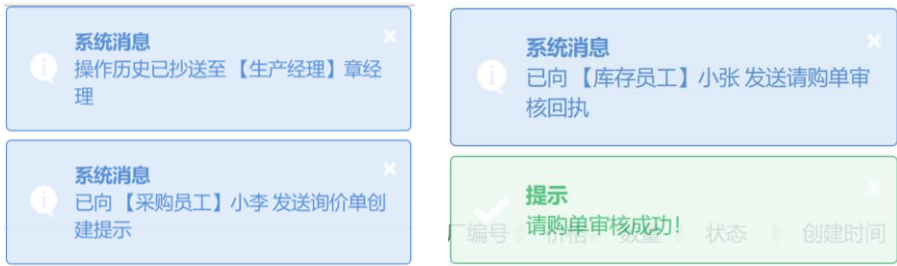 系统消息
操作历史已抄送至 【生产经理】章经
理
系统消息
已向 【采购员工】小李 发送询价单创
建提示
系统消息
已向 【库存员工】小张 发送请购单审
核回执
提示
请购单审核成功!
编号 价格 数量 状态 创建时间